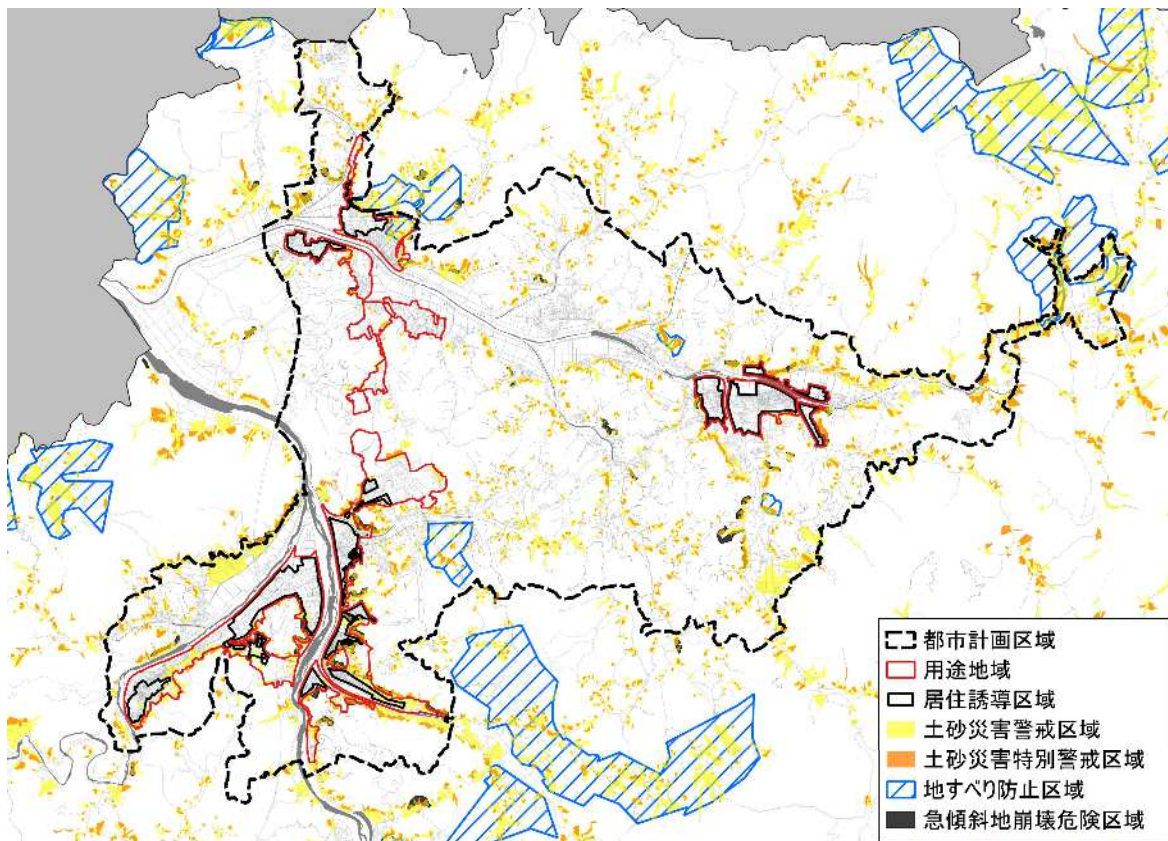 都市計画区域
用途地域
居住誘導区域
土砂災害警戒区域
土砂災害特別警戒区域
地すべり防止区域
急傾斜地崩壊危険区域